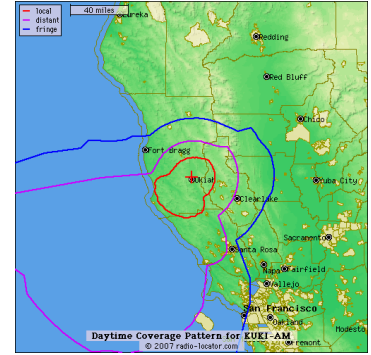 local
40 miles
Eureka
distant
fringe
Redding
Red Bluff
Chico
Fort Bragg
Ukiah
Yuba City
Clearlake
Sacramento
Santa Rosa
Napa
Fairfield
Vallejo
San Francisco
Oakland
Modesto
Daytime Coverage Pattern for KUKI-AM
© 2007 radio-locator.com